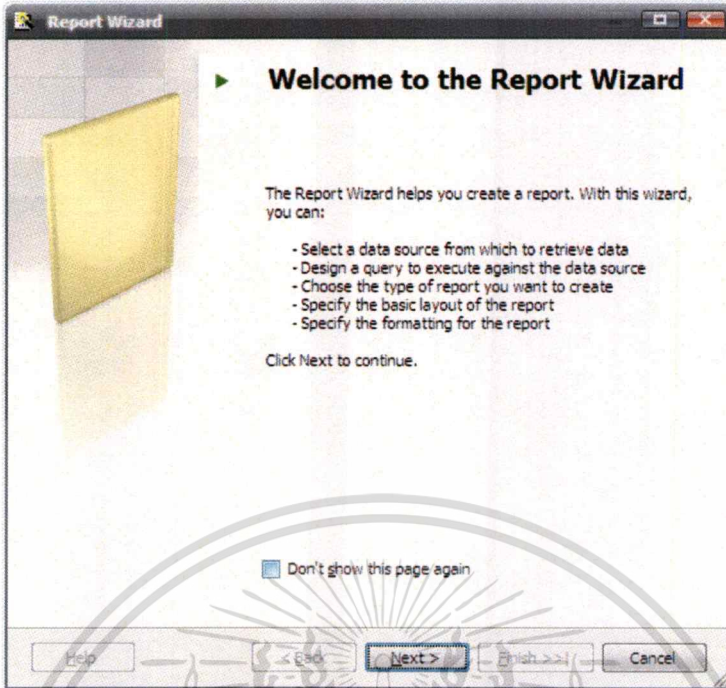 Report Wizard
Welcome to the Report Wizard
The Report Wizard helps you create a report. With this wizard,
you can:
- Select a data source from which to retrieve data
- Design a query to execute against the data source
- Choose the type of report you want to create
- Specify the basic layout of the report
- Specify the formatting for the report
Click Next to continue.
Don't show this page again
Help
< Back
Next >
Finish >>|
Cancel